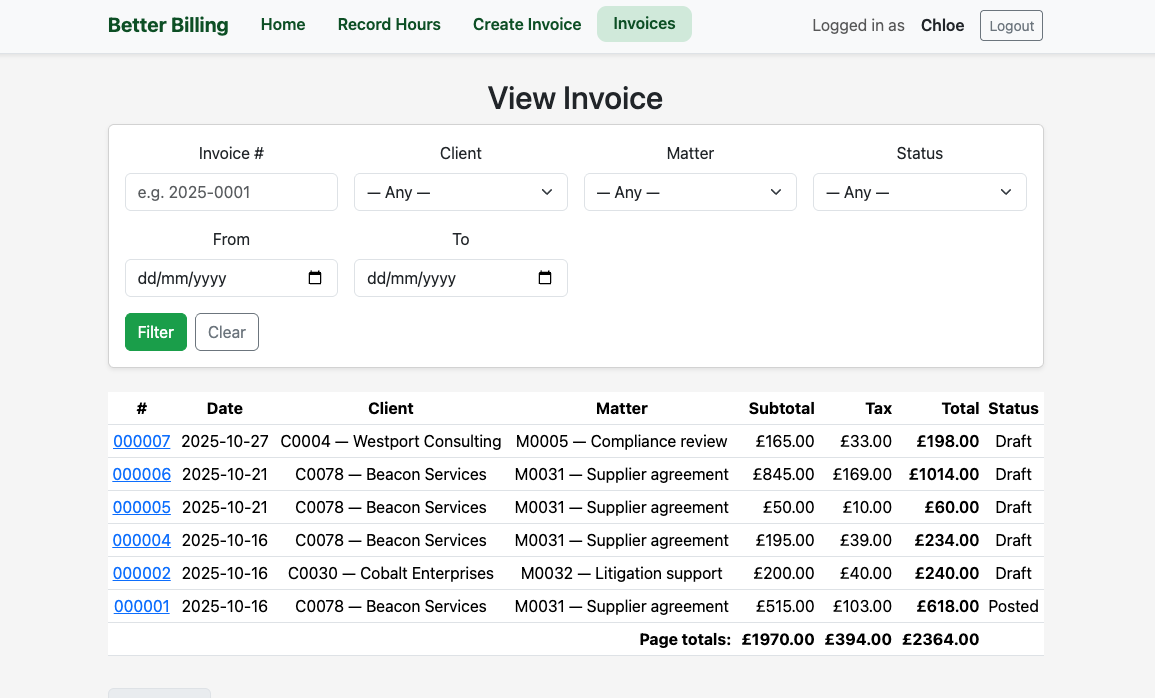 Better Billing Home Record Hours Create Invoice Invoices Logged in as Chloe Logout
View Invoice
Invoice # Client Matter Status
e.g. 2025-0001 — Any — — Any — — Any —
From To
dd/mm/yyyy dd/mm/yyyy
Filter Clear
# Date Client Matter Subtotal Tax Total Status
000007 2025-10-27 C0004 — Westport Consulting M0005 — Compliance review £165.00 £33.00 £198.00 Draft
000006 2025-10-21 C0078 — Beacon Services M0031 — Supplier agreement £845.00 £169.00 £1014.00 Draft
000005 2025-10-21 C0078 — Beacon Services M0031 — Supplier agreement £50.00 £10.00 £60.00 Draft
000004 2025-10-16 C0078 — Beacon Services M0031 — Supplier agreement £195.00 £39.00 £234.00 Draft
000002 2025-10-16 C0030 — Cobalt Enterprises M0032 — Litigation support £200.00 £40.00 £240.00 Draft
000001 2025-10-16 C0078 — Beacon Services M0031 — Supplier agreement £515.00 £103.00 £618.00 Posted
Page totals: £1970.00 £394.00 £2364.00